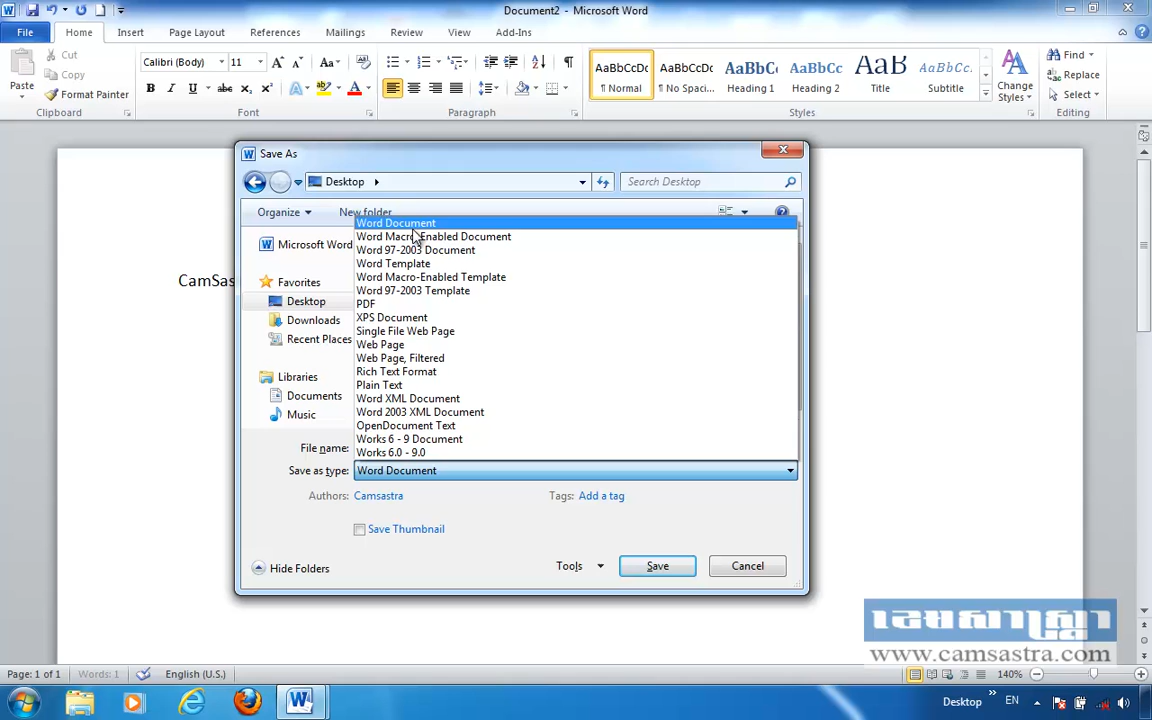 Document2 - Microsoft Word
File Home Insert Page Layout References Mailings Review View Add-Ins
Paste
Cut
Copy
Format Painter
Clipboard
Calibri (Body) 11
Font
Paragraph
AaBbCcDc AaBbCcDc AaBbCc AaBbCc AaB AaBbCc.
¶ Normal ¶ No Spaci... Heading 1 Heading 2 Title Subtitle
Change Styles
Styles
Find
Replace
Select
Editing
CamSas
Save As
Desktop
Search Desktop
Organize New folder
Microsoft Word
Favorites
Desktop
Downloads
Recent Places
Libraries
Documents
Music
Word Document
Word Macro-Enabled Document
Word 97-2003 Document
Word Template
Word Macro-Enabled Template
Word 97-2003 Template
PDF
XPS Document
Single File Web Page
Web Page
Web Page, Filtered
Rich Text Format
Plain Text
Word XML Document
Word 2003 XML Document
OpenDocument Text
Works 6 - 9 Document
Works 6.0 - 9.0
File name:
Save as type: Word Document
Authors: Camsastra Tags: Add a tag
Save Thumbnail
Hide Folders Tools Save Cancel
ខេមសាស្ត្រា
www.camsastra.com
Page: 1 of 1 Words: 1 English (U.S.) 140%
Desktop EN